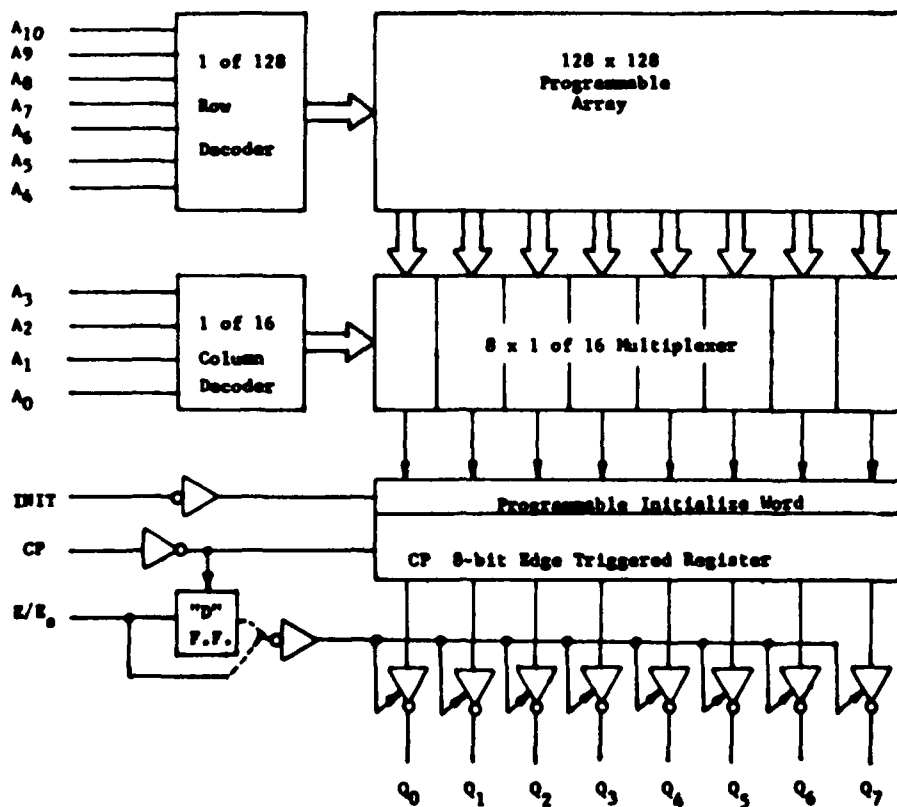 A10
A9
A8
A7
A6
A5
A4
1 of 128
Row
Decoder
128 x 128
Programmable
Array
A3
A2
A1
A0
1 of 16
Column
Decoder
8 x 1 of 16 Multiplexer
INIT
CP
E/Es
"D"
F.F.
Programmable Initialize Word
CP 8-bit Edge Triggered Register
Q0 Q1 Q2 Q3 Q4 Q5 Q6 Q7